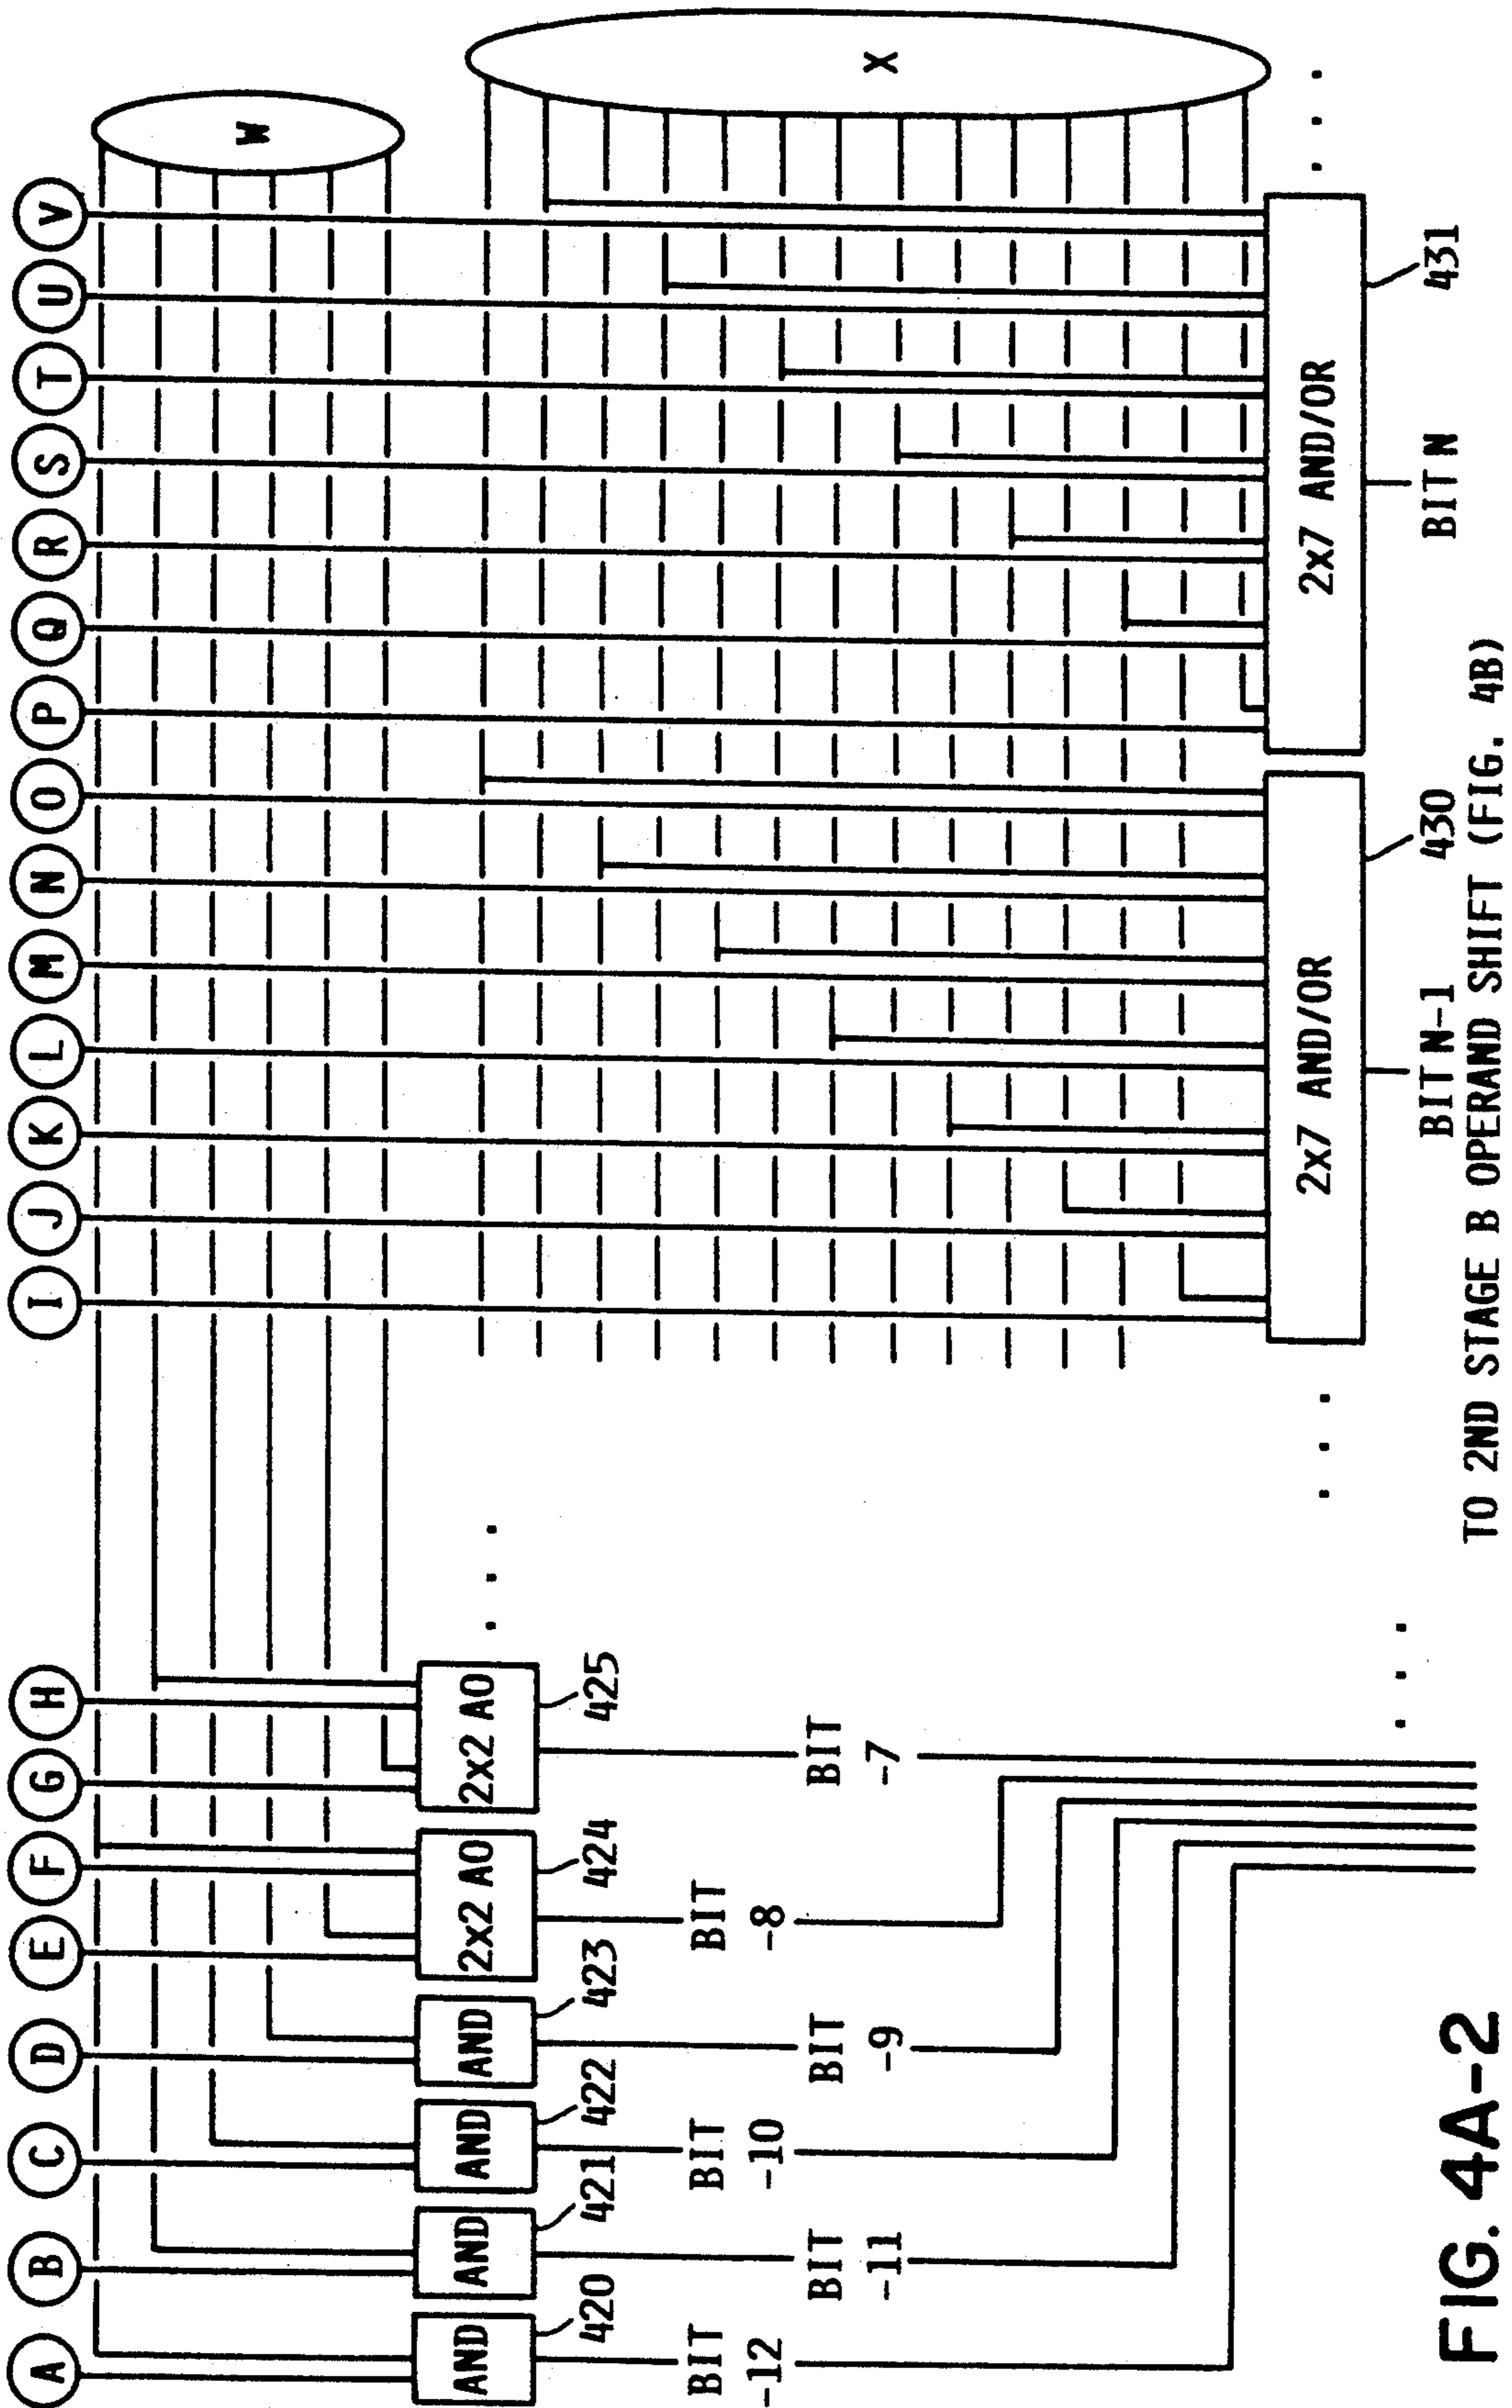 A B C D E F G H I J K L M N O P Q R S T U V
W
X
AND AND AND AND 2x2 AO 2x2 AO
420 421 422 423 424 425
BIT -12
BIT -11
BIT -10
BIT -9
BIT -8
BIT -7
2x7 AND/OR 2x7 AND/OR
430 431
BIT N-1 BIT N
TO 2ND STAGE B OPERAND SHIFT (FIG. 4B)
FIG. 4A-2